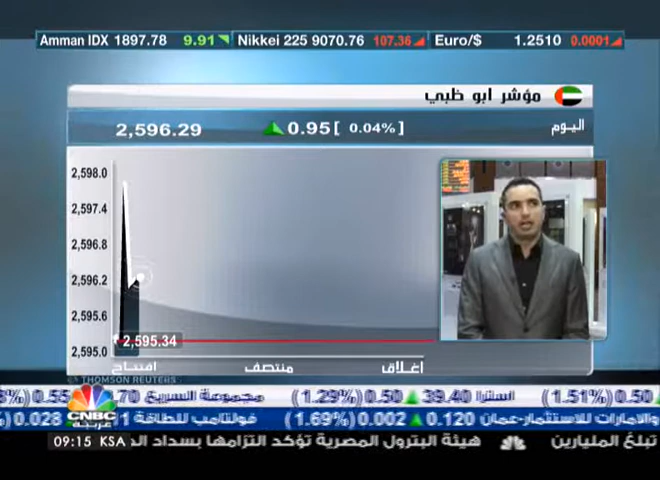 Amman IDX 1897.78 9.91 Nikkei 225 9070.76 107.36 Euro/$ 1.2510 0.0001
مؤشر ابو ظبي
اليوم 2,596.29 0.95[ 0.04%]
2,598.0
2,597.4
2,596.8
2,596.2
2,595.6
2,595.34
2,595.0
افتتاح منتصف إغلاق
THOMSON REUTERS
0.50 (1.51%) استرا 39.40 0.50 (1.29%) مجموعة السريع 0.55
والامارات للاستثمار-عمان 0.120 0.002 (1.69%) فولتامب للطاقة 0.028
CNBC
عربية
09:15 KSA تبلغ المليارين هيئة البترول المصرية تؤكد التزامها بسداد